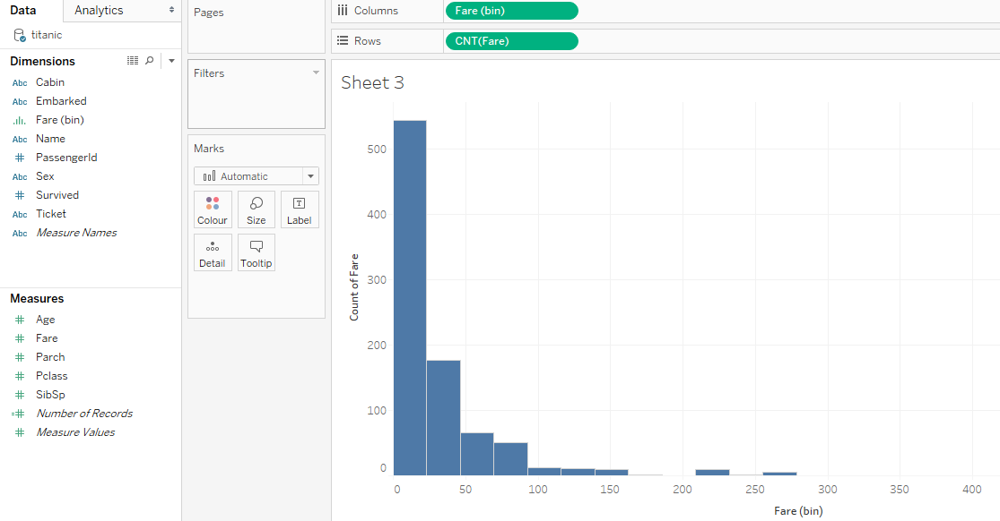 Data
Analytics
titanic
Dimensions
Abc Cabin
Abc Embarked
Fare (bin)
Abc Name
# PassengerId
Abc Sex
# Survived
Abc Ticket
Abc Measure Names
Measures
# Age
# Fare
# Parch
# Pclass
# SibSp
=# Number of Records
# Measure Values
Pages
Filters
Marks
Automatic
Colour
Size
T
Label
Detail
Tooltip
Columns
Fare (bin)
Rows
CNT(Fare)
Sheet 3
Count of Fare
500
400
300
200
100
0
0 50 100 150 200 250 300 350 400
Fare (bin)